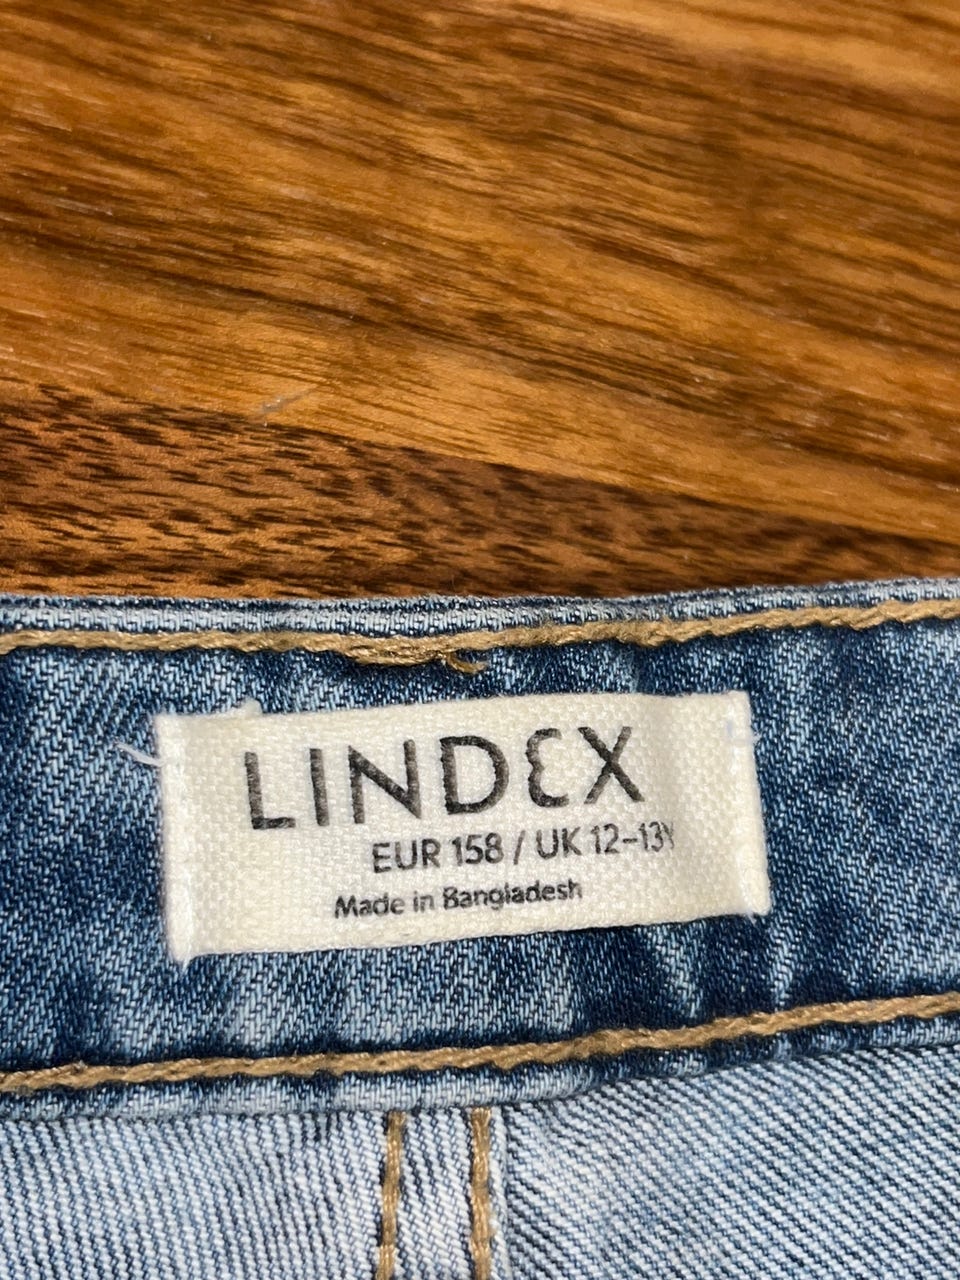 LINDEX
EUR 158 / UK 12-13Y
Made in Bangladesh